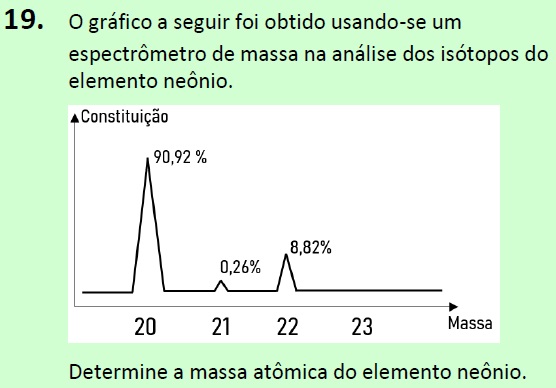 19. O gráfico a seguir foi obtido usando-se um
espectrômetro de massa na análise dos isótopos do
elemento neônio.
Constituição
90,92 %
8,82%
0,26%
20 21 22 23 Massa
Determine a massa atômica do elemento neônio.